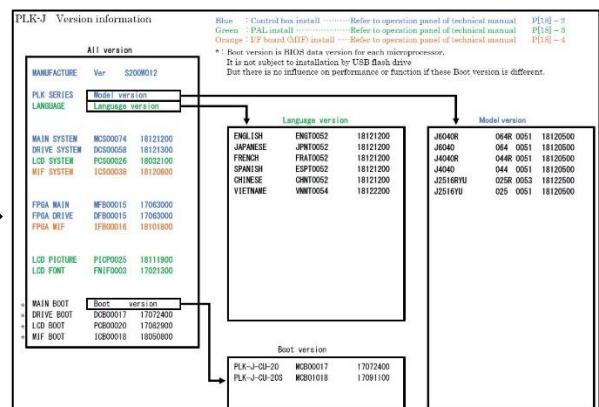 PLK-J Version information
Blue : Control box install ············ Refer to operation panel of technical manual P[18] – 2
Green : PAL install ············ Refer to operation panel of technical manual P[18] – 3
Orange : I/F board (MIF) install ······ Refer to operation panel of technical manual P[18] – 4
* : Boot version is BIOS data version for each microprocessor.
It is not subject to installation by USB flash drive
But there is no influence on performance or function if these Boot version is different.
All version
MANUFACTURE Ver S200W012
PLK SERIES Model version
LANGUAGE Language version
MAIN SYSTEM MCS00074 18121200
DRIVE SYSTEM DCS00058 18121300
LCD SYSTEM PCS00026 18032100
MIF SYSTEM ICS00038 18120600
FPGA MAIN MFB00015 17063000
FPGA DRIVE DFB00015 17063000
FPGA MIF IFB00016 18101800
LCD PICTURE PICP0025 18111900
LCD FONT FNIF0003 17021300
* MAIN BOOT Boot version
* DRIVE BOOT DCB00017 17072400
* LCD BOOT PCB00020 17082900
* MIF BOOT ICB00018 18050800
Language version
ENGLISH ENGT0052 18121200
JAPANESE JPNT0052 18121200
FRENCH FRAT0052 18121200
SPANISH ESPT0052 18121200
CHINESE CHNT0052 18121200
VIETNAME VNMT0054 18122200
Model version
J6040R 064R 0051 18120500
J6040 064 0051 18120500
J4040R 044R 0051 18120500
J4040 044 0051 18120500
J2516RYU 025R 0053 18122500
J2516YU 025 0051 18120500
Boot version
PLK-J-CU-20 MCB00017 17072400
PLK-J-CU-20S MCB01018 17091100